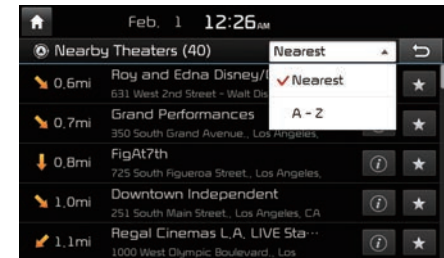 Feb. 1 12:26AM
Nearby Theaters (40) Nearest
0.6mi Roy and Edna Disney/
631 West 2nd Street - Walt Dis
Nearest
A - Z
0.7mi Grand Performances
350 South Grand Avenue., Los Angeles,
0.8mi FigAt7th
725 South Figueroa Street., Los Angeles,
1.0mi Downtown Independent
251 South Main Street., Los Angeles, CA
1.1mi Regal Cinemas L.A. LIVE Sta...
1000 West Olympic Boulevard., Los